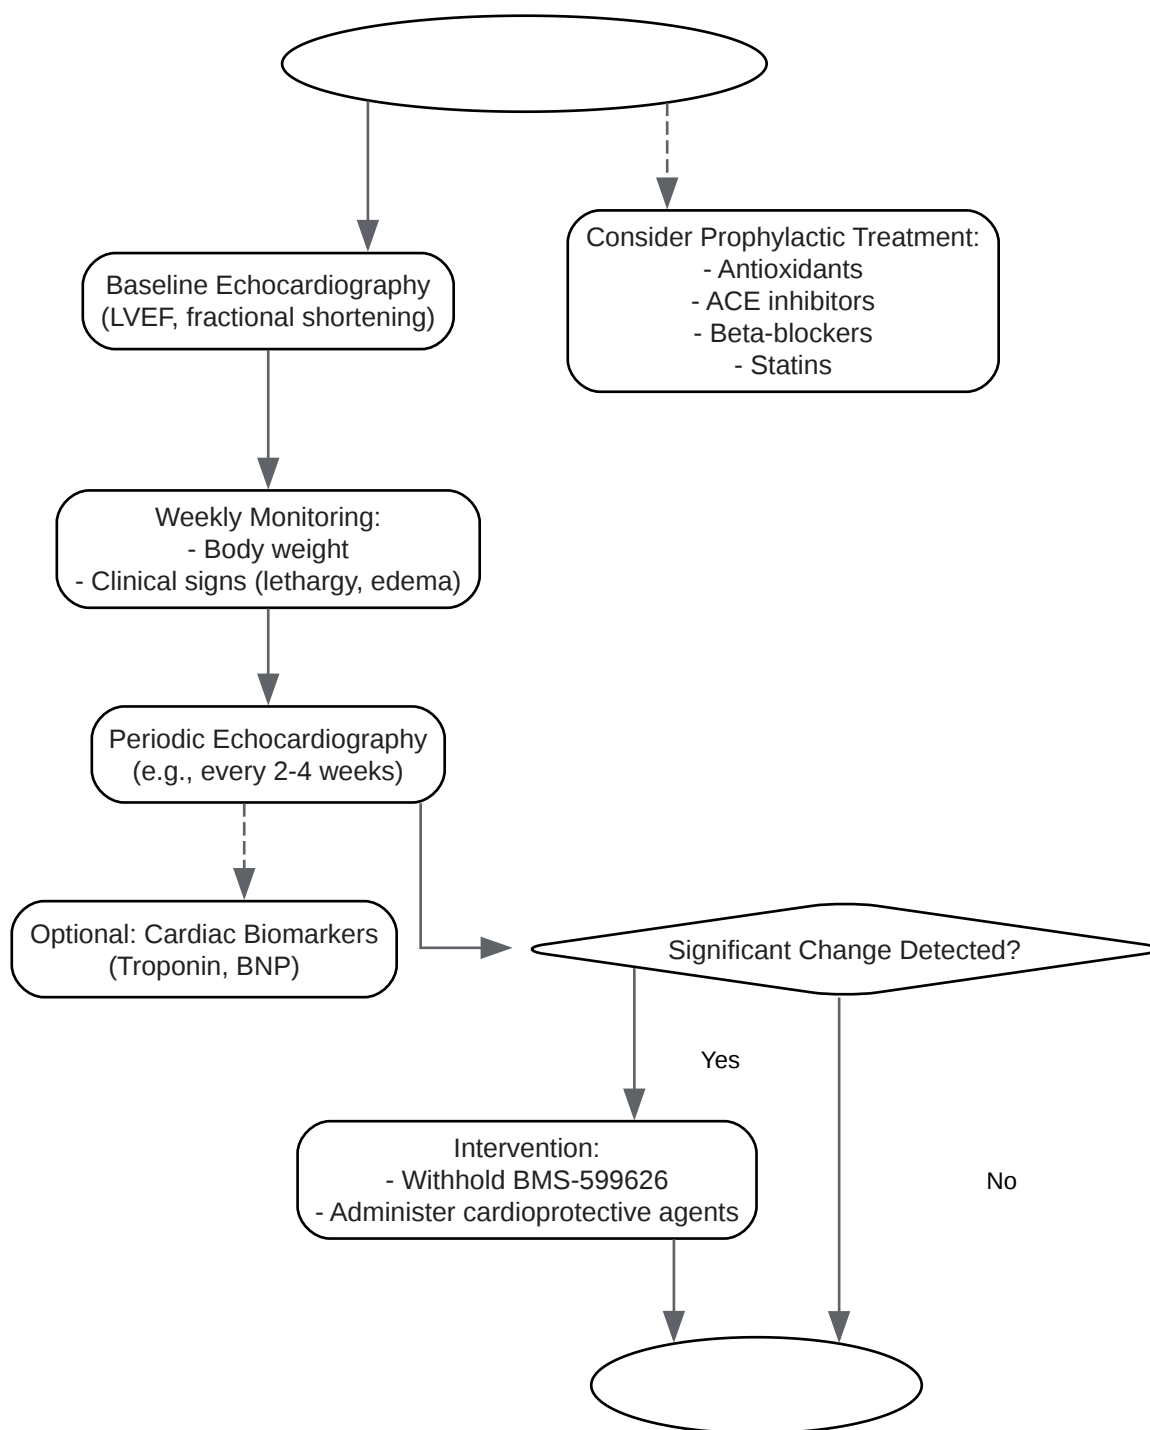 Consider Prophylactic Treatment:
- Antioxidants
- ACE inhibitors
- Beta-blockers
- Statins
Baseline Echocardiography
(LVEF, fractional shortening)
Weekly Monitoring:
- Body weight
- Clinical signs (lethargy, edema)
Periodic Echocardiography
(e.g., every 2-4 weeks)
Optional: Cardiac Biomarkers
(Troponin, BNP)
Significant Change Detected?
Yes
Intervention:
- Withhold BMS-599626
- Administer cardioprotective agents
No